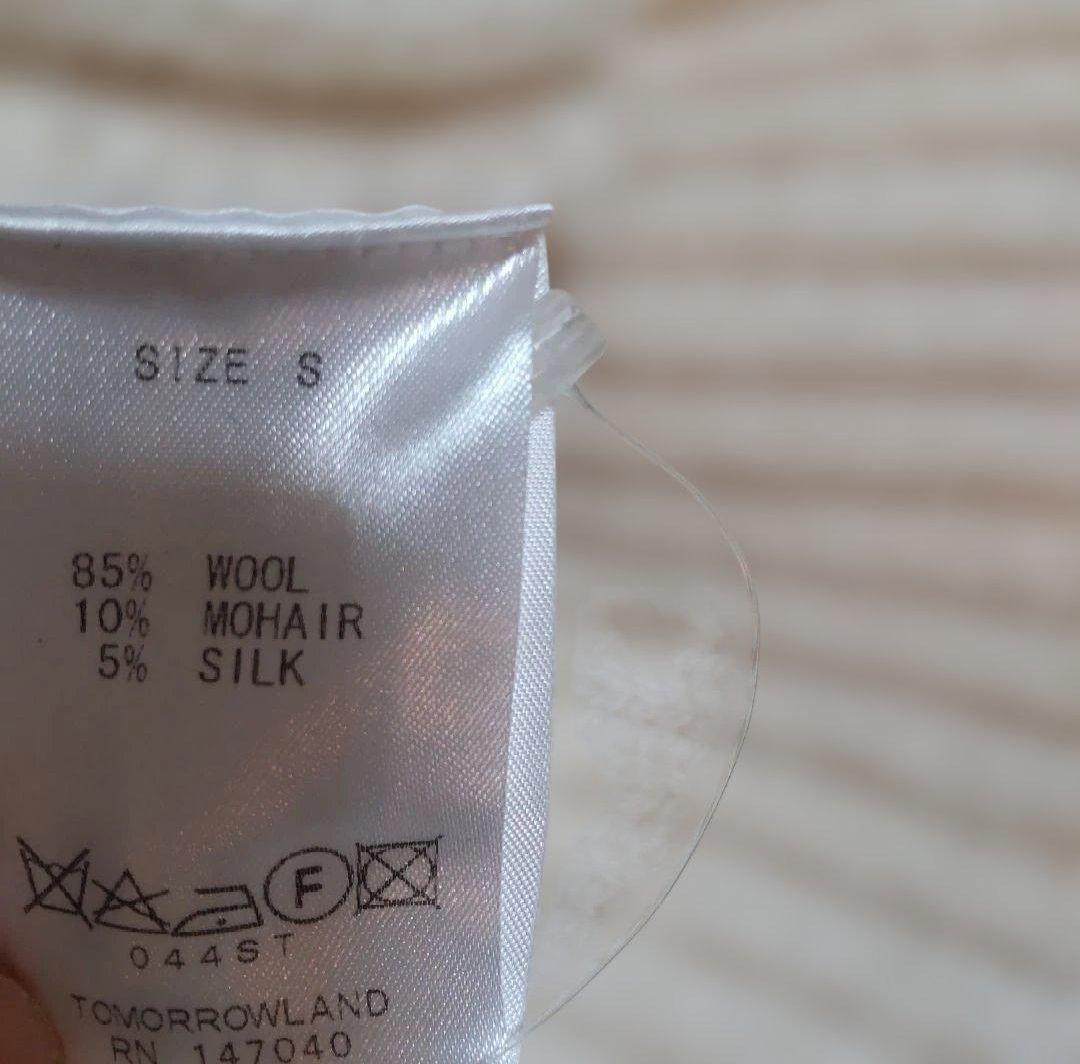 SIZE S
85% WOOL
10% MOHAIR
5% SILK
F
044ST
TOMORROWLAND
RN 147040